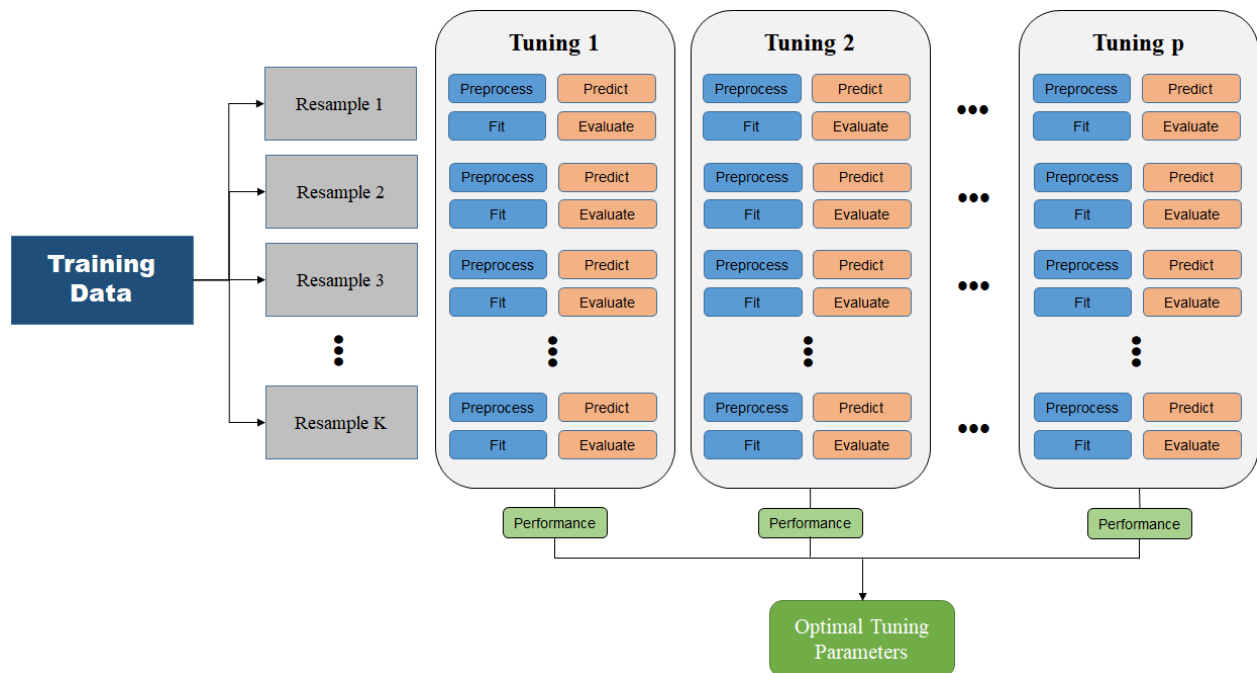 Tuning 1
Tuning 2
Tuning p
Training
Data
Resample 1
Preprocess
Predict
Fit
Evaluate
Preprocess
Predict
Fit
Evaluate
Preprocess
Predict
Fit
Evaluate
Resample 2
Preprocess
Predict
Fit
Evaluate
Preprocess
Predict
Fit
Evaluate
Preprocess
Predict
Fit
Evaluate
Resample 3
Preprocess
Predict
Fit
Evaluate
Preprocess
Predict
Fit
Evaluate
Preprocess
Predict
Fit
Evaluate
Resample K
Preprocess
Predict
Fit
Evaluate
Preprocess
Predict
Fit
Evaluate
Preprocess
Predict
Fit
Evaluate
Performance
Performance
Performance
Optimal Tuning
Parameters